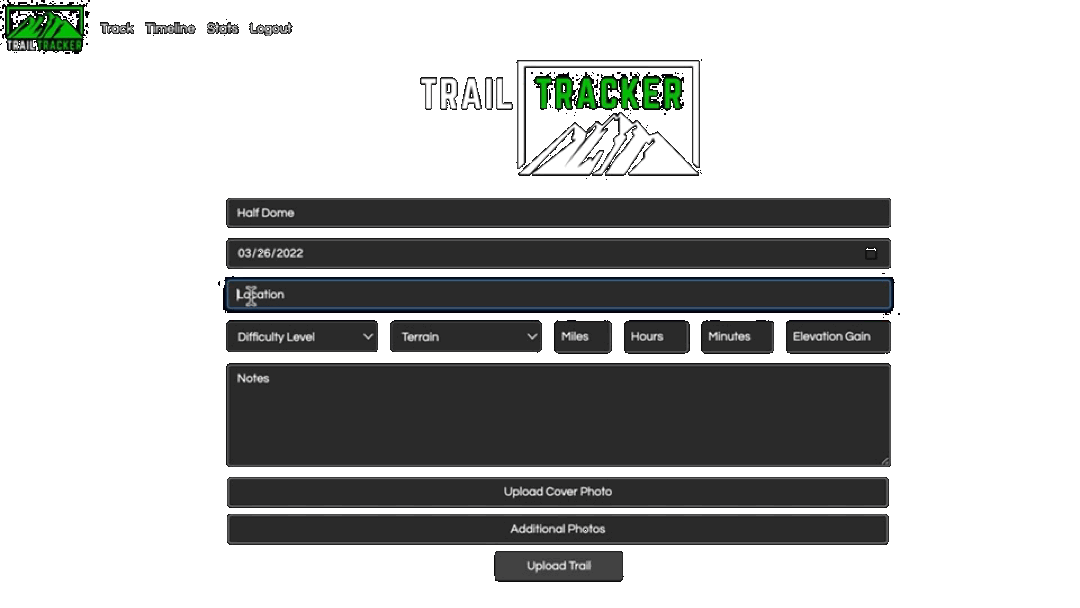 TRAIL TRACKER
Track Timeline Stats Logout
TRAIL TRACKER
Half Dome
03/26/2022
Location
Difficulty Level Terrain Miles Hours Minutes Elevation Gain
Notes
Upload Cover Photo
Additional Photos
Upload Trail